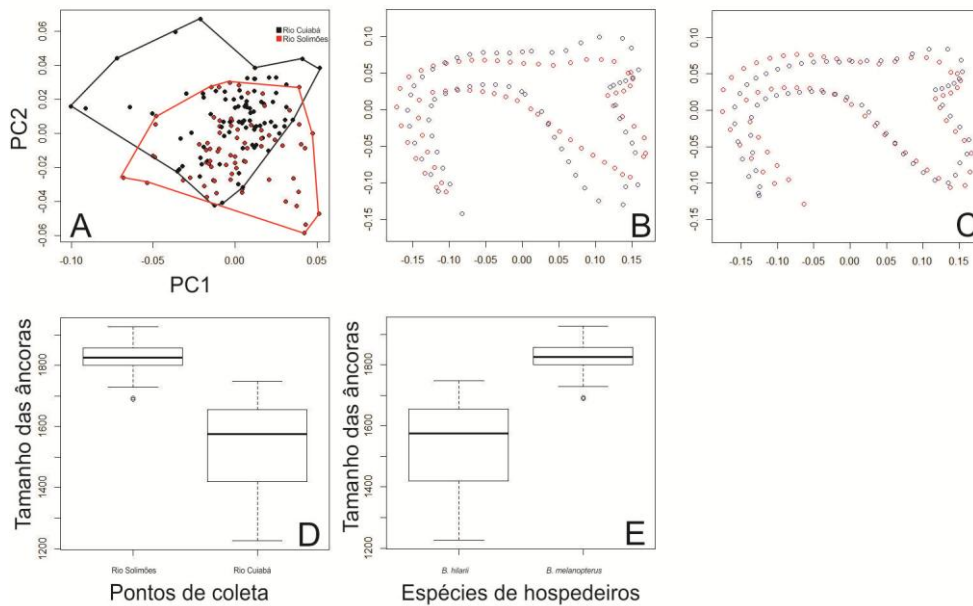 Rio Cuiabá
Rio Solimões
0.06
0.04
0.02
0.00
-0.02
-0.04
-0.06
PC2
A
-0.10
-0.05
0.00
0.05
PC1
0.10
0.05
0.00
-0.05
-0.10
-0.15
B
-0.15
-0.10
-0.05
0.00
0.05
0.10
0.15
0.10
0.05
0.00
-0.05
-0.10
-0.15
C
-0.15
-0.10
-0.05
0.00
0.05
0.10
0.15
Tamanho das âncoras
1800
1600
1400
1200
D
Rio Solimões
Rio Cuiabá
Pontos de coleta
Tamanho das âncoras
1800
1600
1400
1200
E
B. hilarii
B. melanopterus
Espécies de hospedeiros